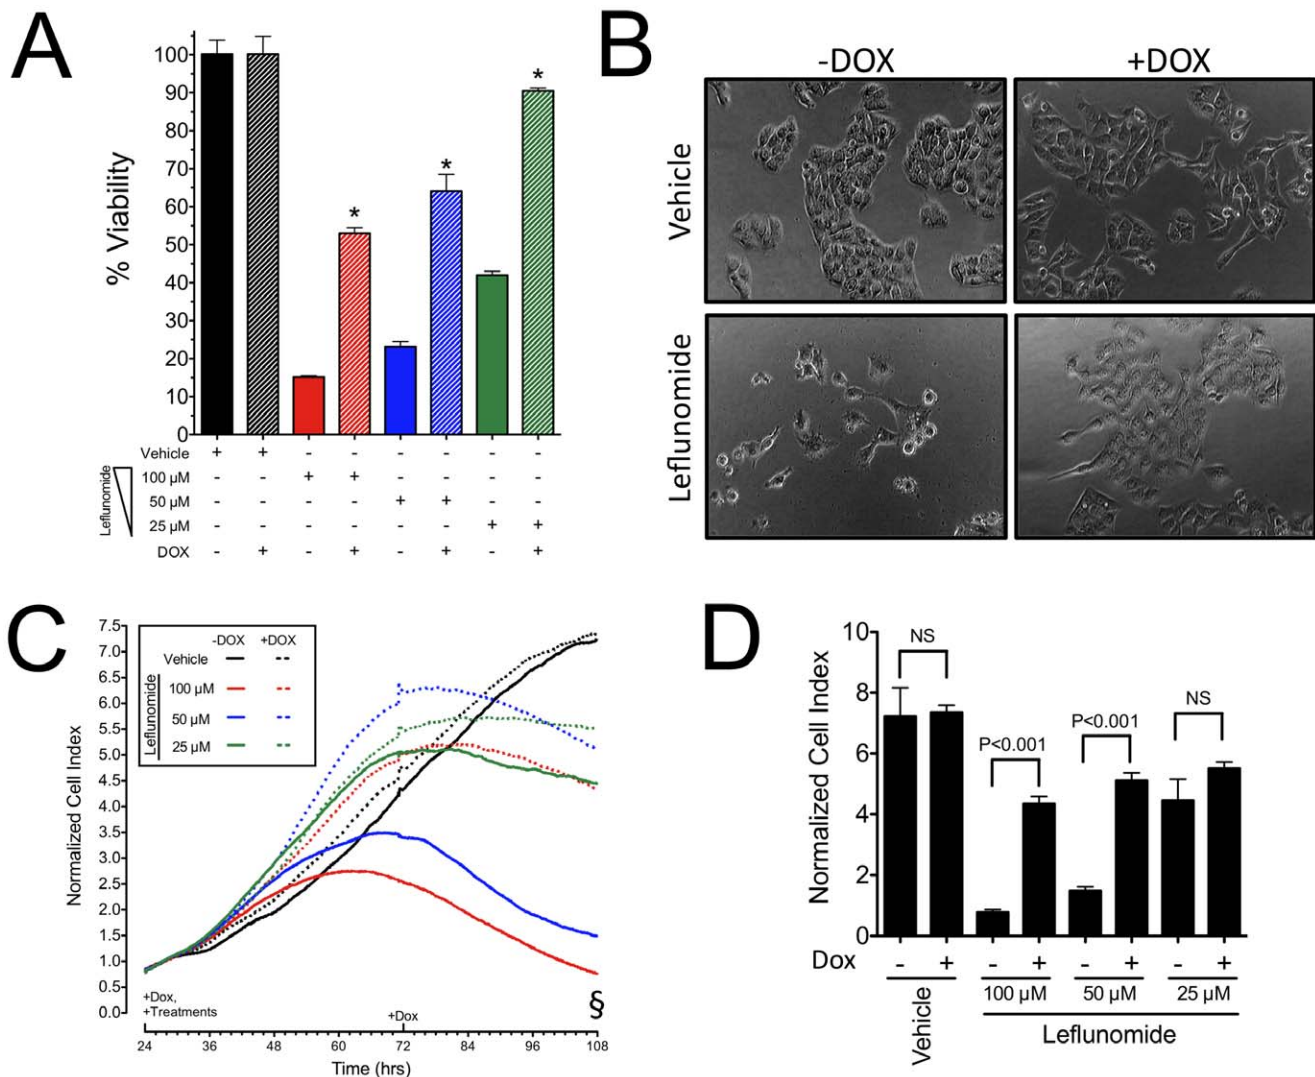 A
% Viability
100
90
80
70
60
50
40
30
20
10
0
*
*
*
Vehicle + + - - - - - -
100 µM - - + + - - - -
50 µM - - - - + + - -
25 µM - - - - - - + +
DOX - + - + - + - +
Leflunomide
B
-DOX +DOX
Vehicle
Leflunomide
C
Normalized Cell Index
7.5
7.0
6.5
6.0
5.5
5.0
4.5
4.0
3.5
3.0
2.5
2.0
1.5
1.0
0.5
0.0
-DOX +DOX
Vehicle
Leflunomide
100 µM
50 µM
25 µM
+Dox,
+Treatments
+Dox
§
24 36 48 60 72 84 96 108
Time (hrs)
D
Normalized Cell Index
10
8
6
4
2
0
NS
P<0.001
P<0.001
NS
Dox - + - + - + - +
Vehicle
100 µM 50 µM 25 µM
Leflunomide